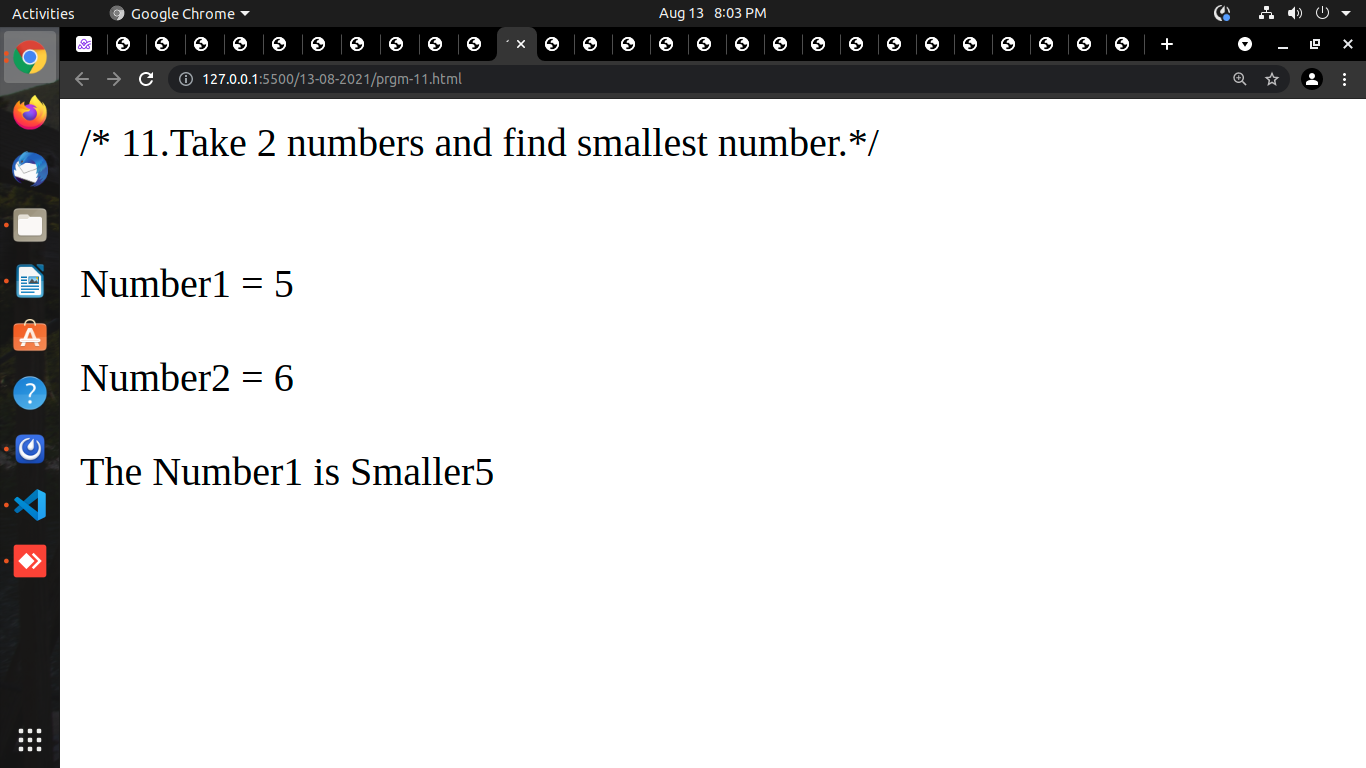 Activities
Google Chrome
Aug 13 8:03 PM
127.0.0.1:5500/13-08-2021/prgm-11.html
/* 11.Take 2 numbers and find smallest number.*/
Number1 = 5
Number2 = 6
The Number1 is Smaller5